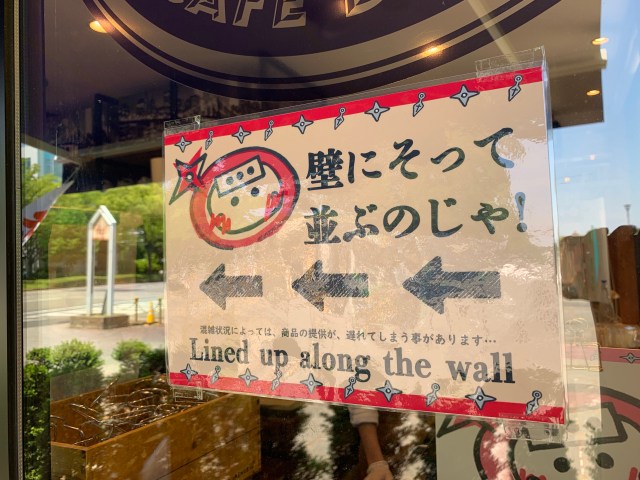 CAFE
壁にそって
並ぶのじゃ!
混雑状況によっては、商品の提供が、遅れてしまう事があります…
Lined up along the wall